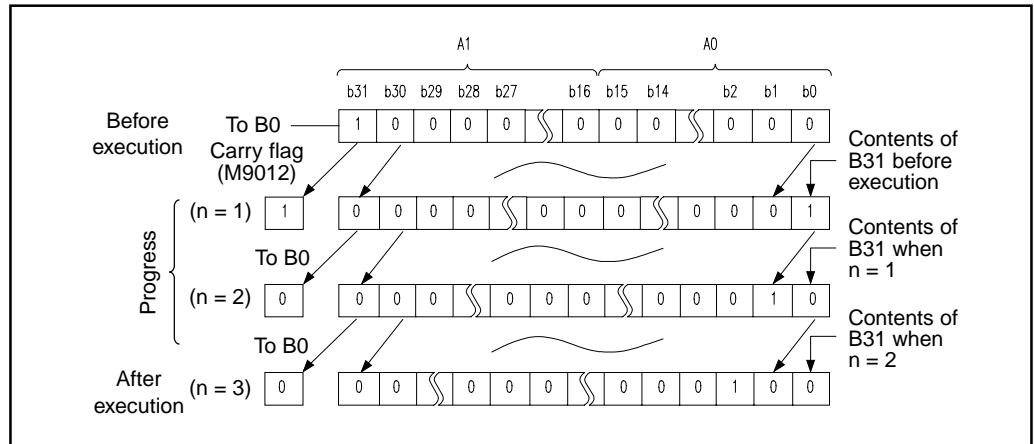 A1 A0
b31 b30 b29 b28 b27 b16 b15 b14 b2 b1 b0
Before execution
To B0
1 0 0 0 0 0 0 0 0 0 0
Carry flag (M9012)
Contents of B31 before execution
Progress
(n = 1)
1
0 0 0 0 0 0 0 0 0 0 1
To B0
Contents of B31 when n = 1
(n = 2)
0
0 0 0 0 0 0 0 0 0 1 0
To B0
Contents of B31 when n = 2
After execution
(n = 3)
0
0 0 0 0 0 0 0 0 1 0 0